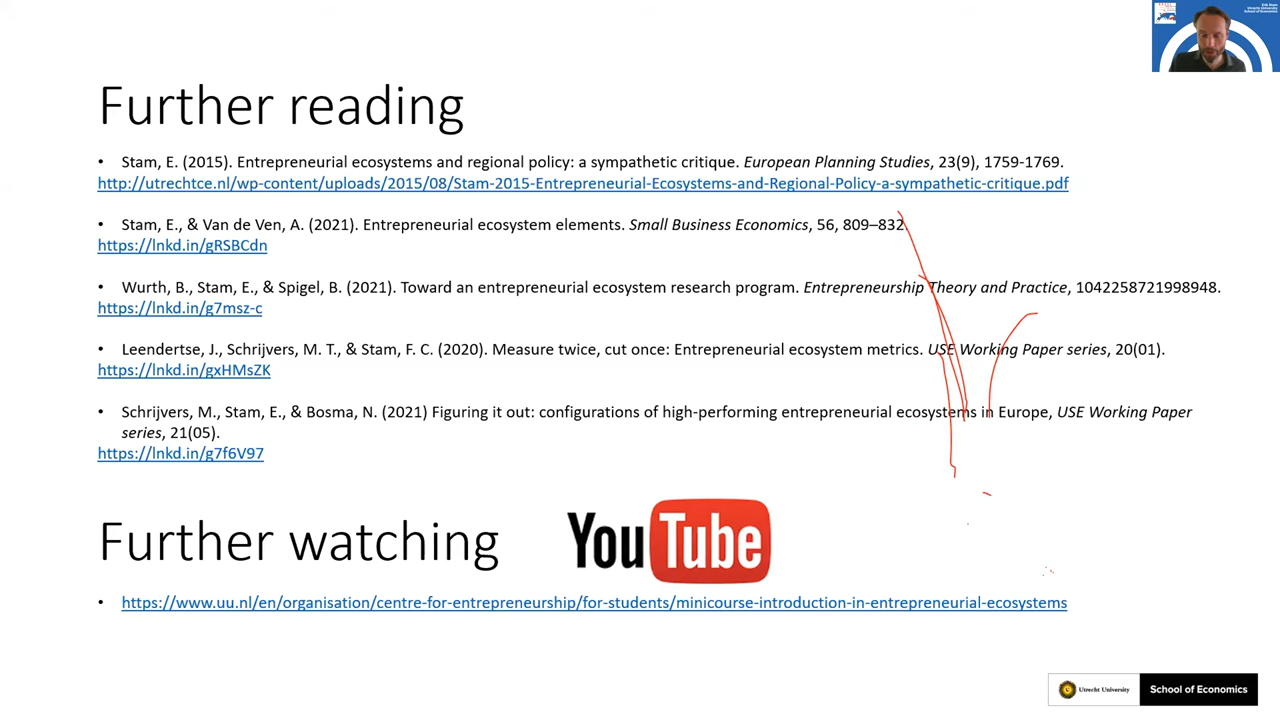 Erik Stam
Utrecht University
School of Economics
Further reading
• Stam, E. (2015). Entrepreneurial ecosystems and regional policy: a sympathetic critique. European Planning Studies, 23(9), 1759-1769.
http://utrechtce.nl/wp-content/uploads/2015/08/Stam-2015-Entrepreneurial-Ecosystems-and-Regional-Policy-a-sympathetic-critique.pdf
• Stam, E., & Van de Ven, A. (2021). Entrepreneurial ecosystem elements. Small Business Economics, 56, 809–832.
https://lnkd.in/gRSBCdn
• Wurth, B., Stam, E., & Spigel, B. (2021). Toward an entrepreneurial ecosystem research program. Entrepreneurship Theory and Practice, 1042258721998948.
https://lnkd.in/g7msz-c
• Leendertse, J., Schrijvers, M. T., & Stam, F. C. (2020). Measure twice, cut once: Entrepreneurial ecosystem metrics. USE Working Paper series, 20(01).
https://lnkd.in/gxHMsZK
• Schrijvers, M., Stam, E., & Bosma, N. (2021) Figuring it out: configurations of high-performing entrepreneurial ecosystems in Europe, USE Working Paper
series, 21(05).
https://lnkd.in/g7f6V97
Further watching
YouTube
• https://www.uu.nl/en/organisation/centre-for-entrepreneurship/for-students/minicourse-introduction-in-entrepreneurial-ecosystems
Utrecht University
School of Economics